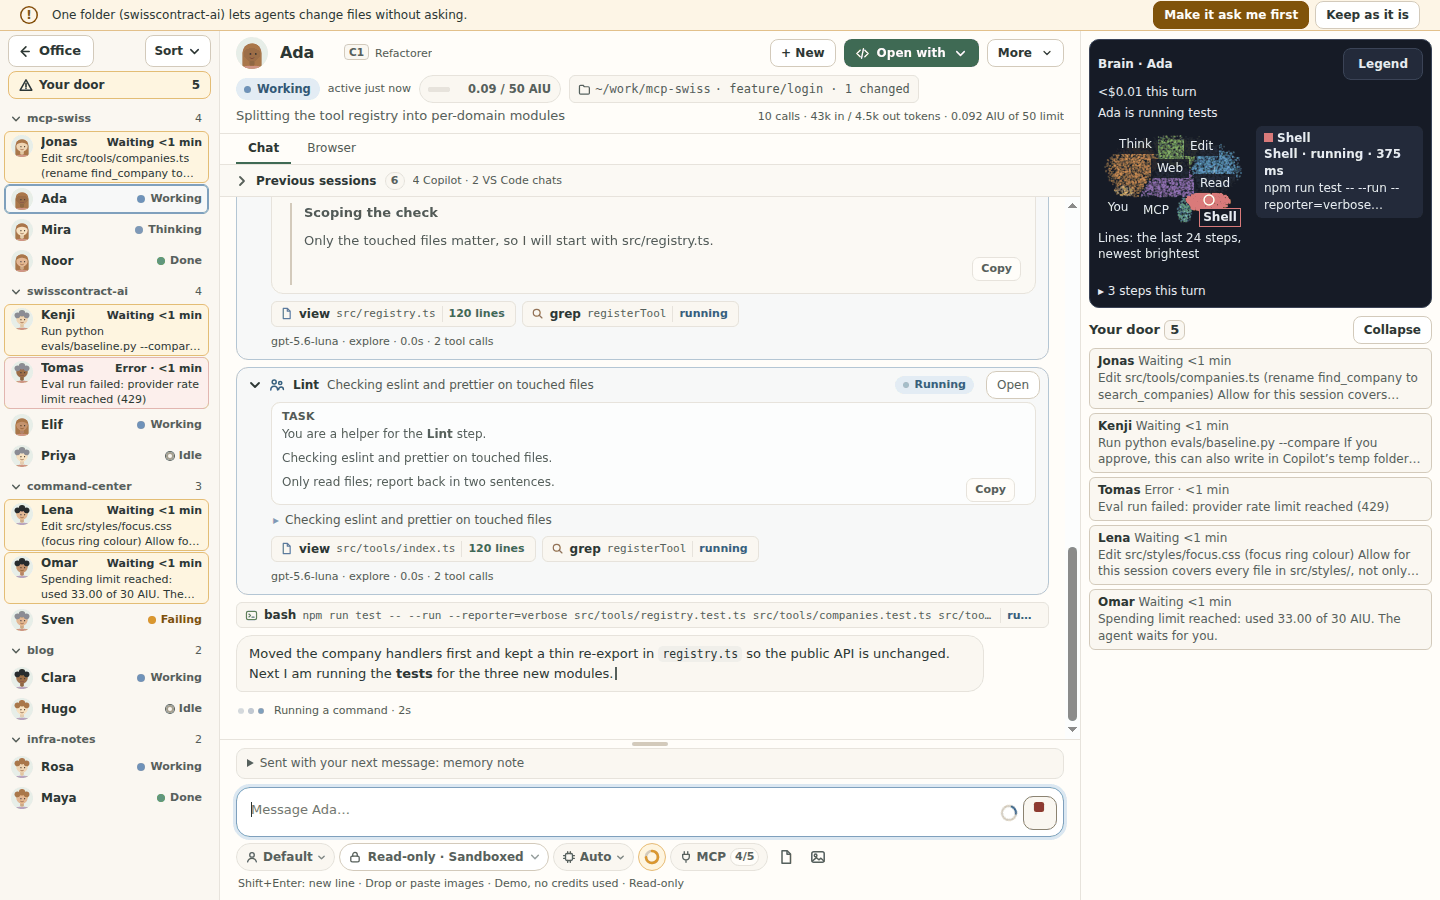 One folder (swisscontract-ai) lets agents change files without asking.
Make it ask me first
Keep as it is
Office
Sort
Your door 5
mcp-swiss 4
Jonas Waiting <1 min
Edit src/tools/companies.ts
(rename find_company to…
Ada Working
Mira Thinking
Noor Done
swisscontract-ai 4
Kenji Waiting <1 min
Run python
evals/baseline.py --compar…
Tomas Error · <1 min
Eval run failed: provider rate
limit reached (429)
Elif Working
Priya Idle
command-center 3
Lena Waiting <1 min
Edit src/styles/focus.css
(focus ring colour) Allow fo…
Omar Waiting <1 min
Spending limit reached:
used 33.00 of 30 AIU. The…
Sven Failing
blog 2
Clara Working
Hugo Idle
infra-notes 2
Rosa Working
Maya Done
Ada C1 Refactorer
+ New
Open with
More
Working active just now 0.09 / 50 AIU ~/work/mcp-swiss · feature/login · 1 changed
Splitting the tool registry into per-domain modules
10 calls · 43k in / 4.5k out tokens · 0.092 AIU of 50 limit
Chat Browser
Previous sessions 6 4 Copilot · 2 VS Code chats
Scoping the check
Only the touched files matter, so I will start with src/registry.ts.
Copy
view src/registry.ts 120 lines grep registerTool running
gpt-5.6-luna · explore · 0.0s · 2 tool calls
Lint Checking eslint and prettier on touched files Running Open
TASK
You are a helper for the Lint step.
Checking eslint and prettier on touched files.
Only read files; report back in two sentences.
Copy
Checking eslint and prettier on touched files
view src/tools/index.ts 120 lines grep registerTool running
gpt-5.6-luna · explore · 0.0s · 2 tool calls
bash npm run test -- --run --reporter=verbose src/tools/registry.test.ts src/tools/companies.test.ts src/too… ru…
Moved the company handlers first and kept a thin re-export in registry.ts so the public API is unchanged.
Next I am running the tests for the three new modules.
Running a command · 2s
Sent with your next message: memory note
Message Ada…
Default Read-only · Sandboxed Auto MCP 4/5
Shift+Enter: new line · Drop or paste images · Demo, no credits used · Read-only
Brain · Ada
Legend
<$0.01 this turn
Ada is running tests
Think
Edit
Web
Read
You
MCP
Shell
Shell
Shell · running · 375
ms
npm run test -- --run --
reporter=verbose…
Lines: the last 24 steps,
newest brightest
3 steps this turn
Your door 5
Collapse
Jonas Waiting <1 min
Edit src/tools/companies.ts (rename find_company to
search_companies) Allow for this session covers…
Kenji Waiting <1 min
Run python evals/baseline.py --compare If you
approve, this can also write in Copilot's temp folder…
Tomas Error · <1 min
Eval run failed: provider rate limit reached (429)
Lena Waiting <1 min
Edit src/styles/focus.css (focus ring colour) Allow for
this session covers every file in src/styles/, not only…
Omar Waiting <1 min
Spending limit reached: used 33.00 of 30 AIU. The
agent waits for you.